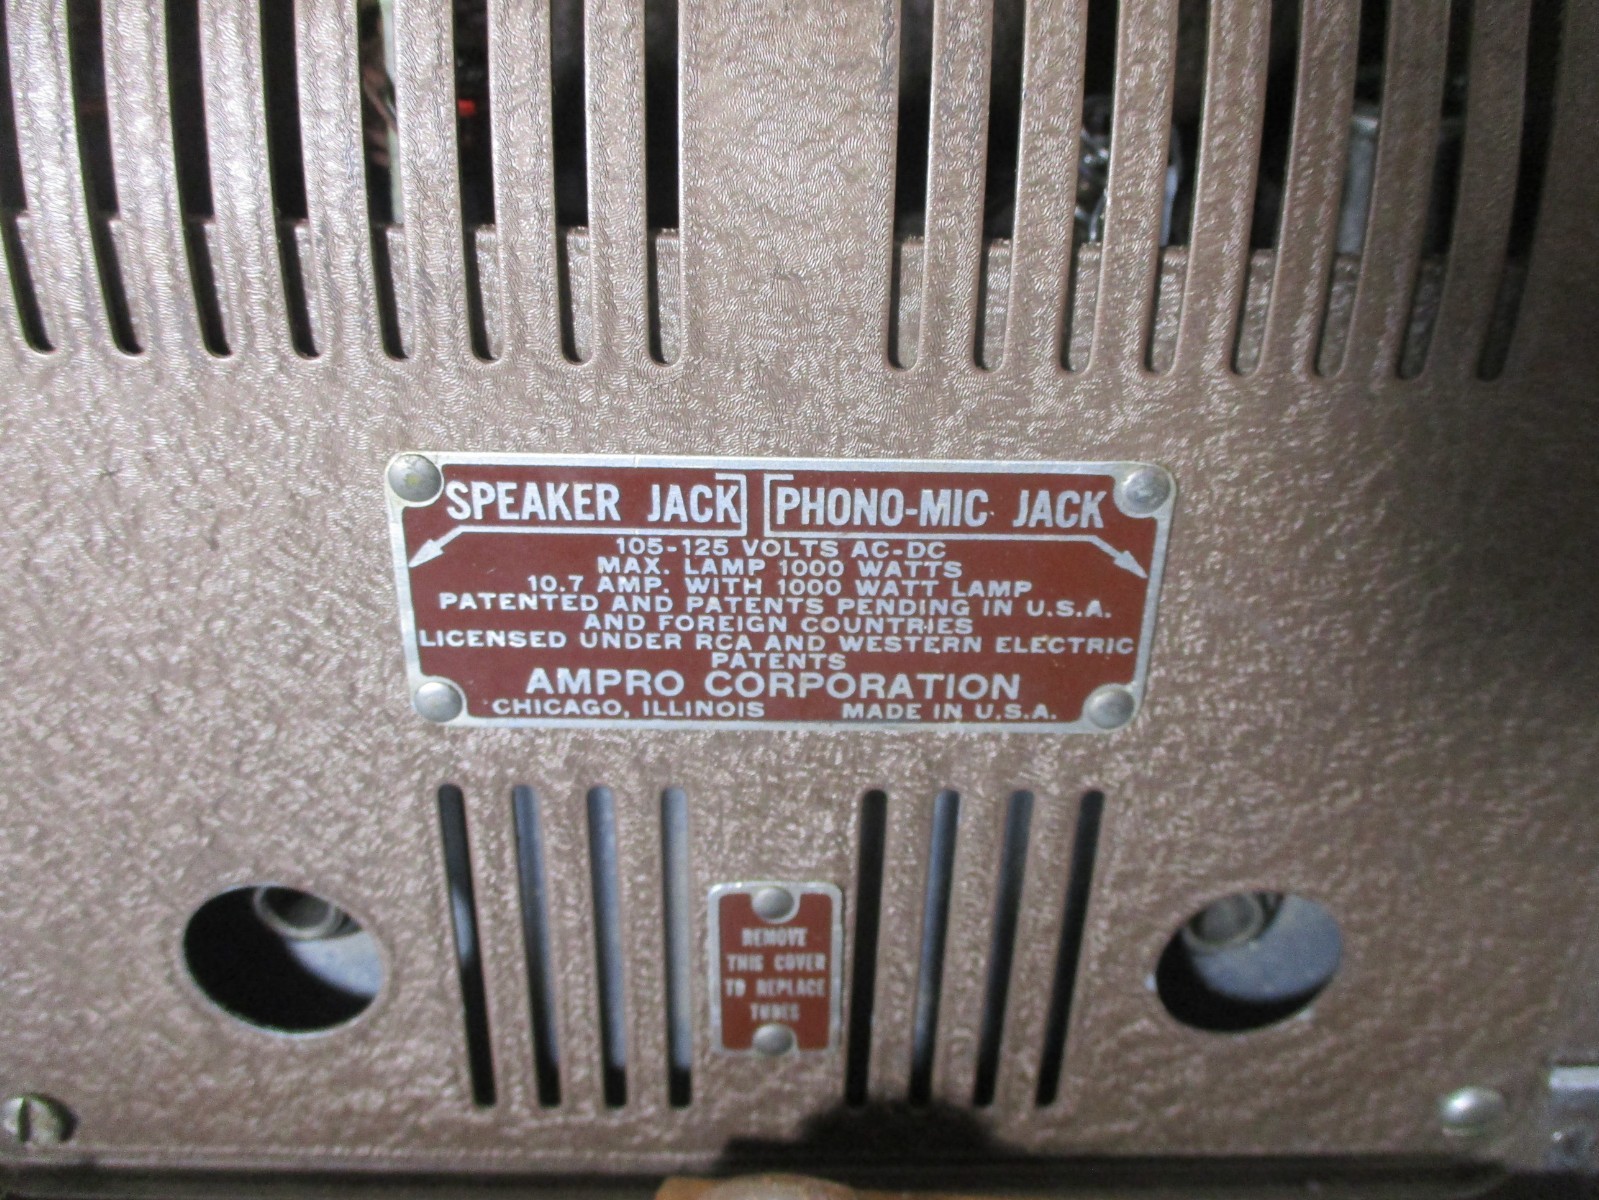 SPEAKER JACK PHONO-MIC JACK
105-125 VOLTS AC-DC
MAX. LAMP 1000 WATTS
10.7 AMP. WITH 1000 WATT LAMP
PATENTED AND PATENTS PENDING IN U.S.A.
AND FOREIGN COUNTRIES
LICENSED UNDER RCA AND WESTERN ELECTRIC
PATENTS
AMPRO CORPORATION
CHICAGO, ILLINOIS MADE IN U.S.A.
REMOVE
THIS COVER
TO REPLACE
TUBES